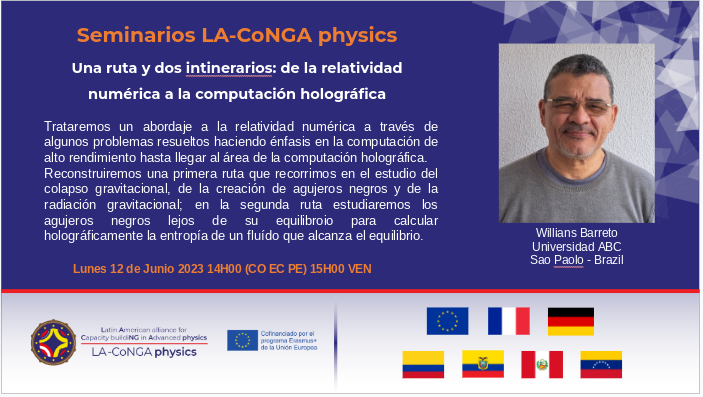 Seminarios LA-CoNGA physics
Una ruta y dos intinerarios: de la relatividad
numérica a la computación holográfica
Trataremos un abordaje a la relatividad numérica a través de
algunos problemas resueltos haciendo énfasis en la computación de
alto rendimiento hasta llegar al área de la computación holográfica.
Reconstruiremos una primera ruta que recorrimos en el estudio del
colapso gravitacional, de la creación de agujeros negros y de la
radiación gravitacional; en la segunda ruta estudiaremos los
agujeros negros lejos de su equilibroio para calcular
holográficamente la entropía de un fluído que alcanza el equilibrio.
Lunes 12 de Junio 2023 14H00 (CO EC PE) 15H00 VEN
Willians Barreto
Universidad ABC
Sao Paolo - Brazil
Latin American alliance for
Capacity buildiNG in Advanced physics
LA-CoNGA physics
Cofinanciado por el
programa Erasmus+
de la Unión Europea